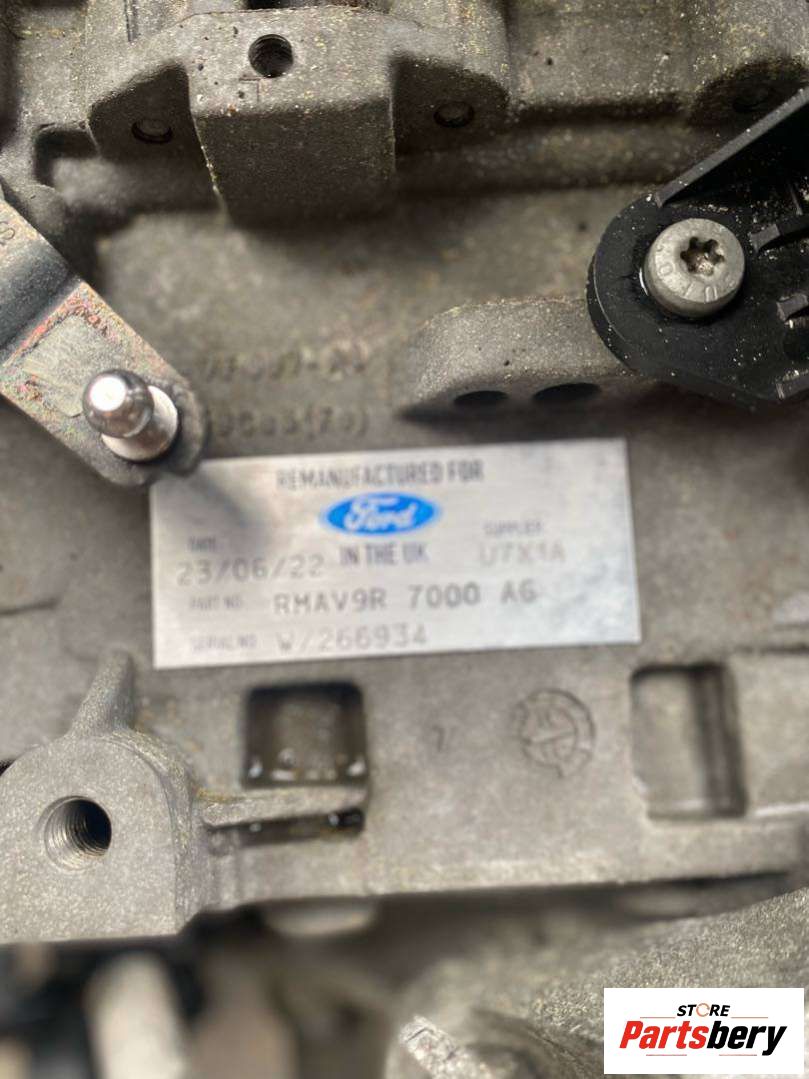 REMANUFACTURED FOR
Ford
DATE
SUPPLIER
23/06/22 IN THE UK U7X1A
PART NO. RMAV9R 7000 AG
SERIAL NO. W/266934
STORE
Partsbery